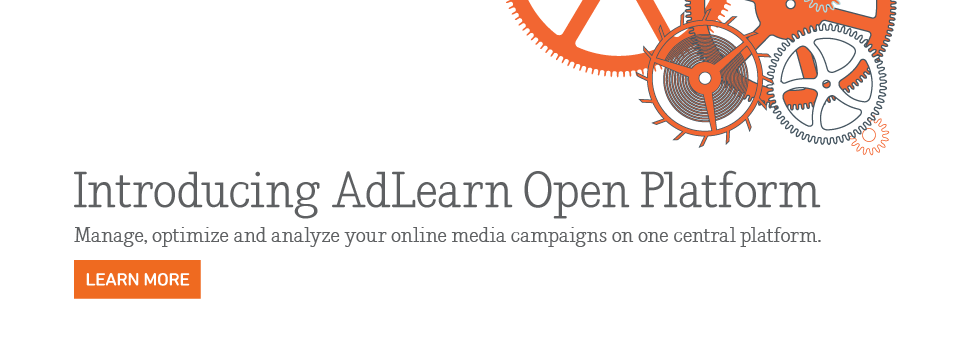 Introducing AdLearn Open Platform
Manage, optimize and analyze your online media campaigns on one central platform.
LEARN MORE